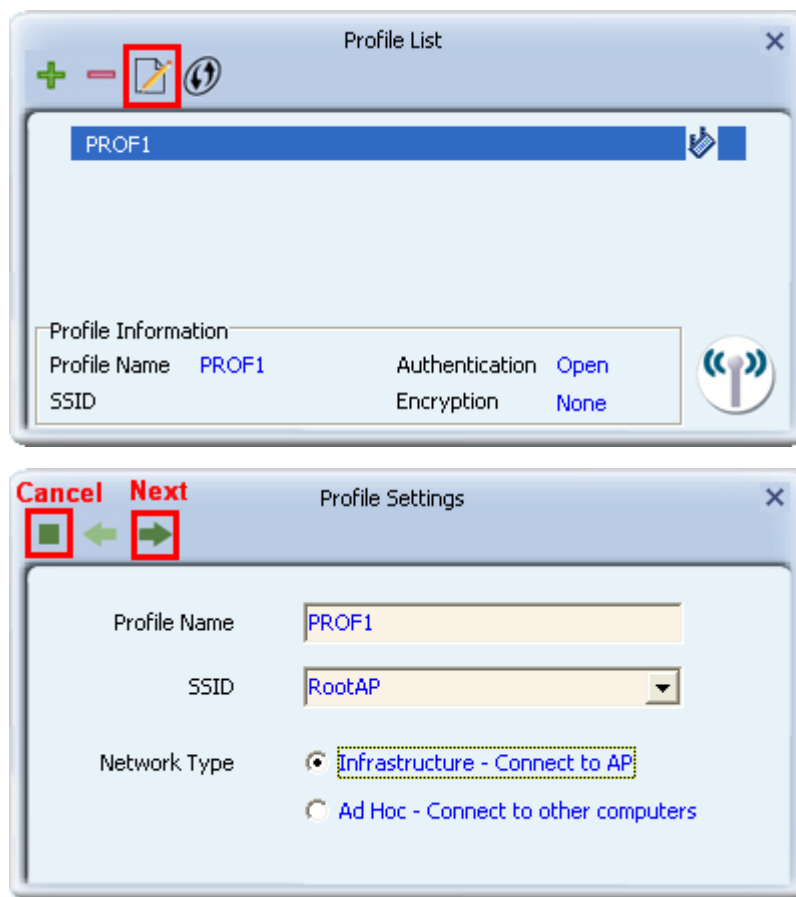 Profile List
PROF1
Profile Information
Profile Name PROF1 Authentication Open
SSID Encryption None
Cancel Next Profile Settings
Profile Name PROF1
SSID RootAP
Network Type Infrastructure - Connect to AP
Ad Hoc - Connect to other computers